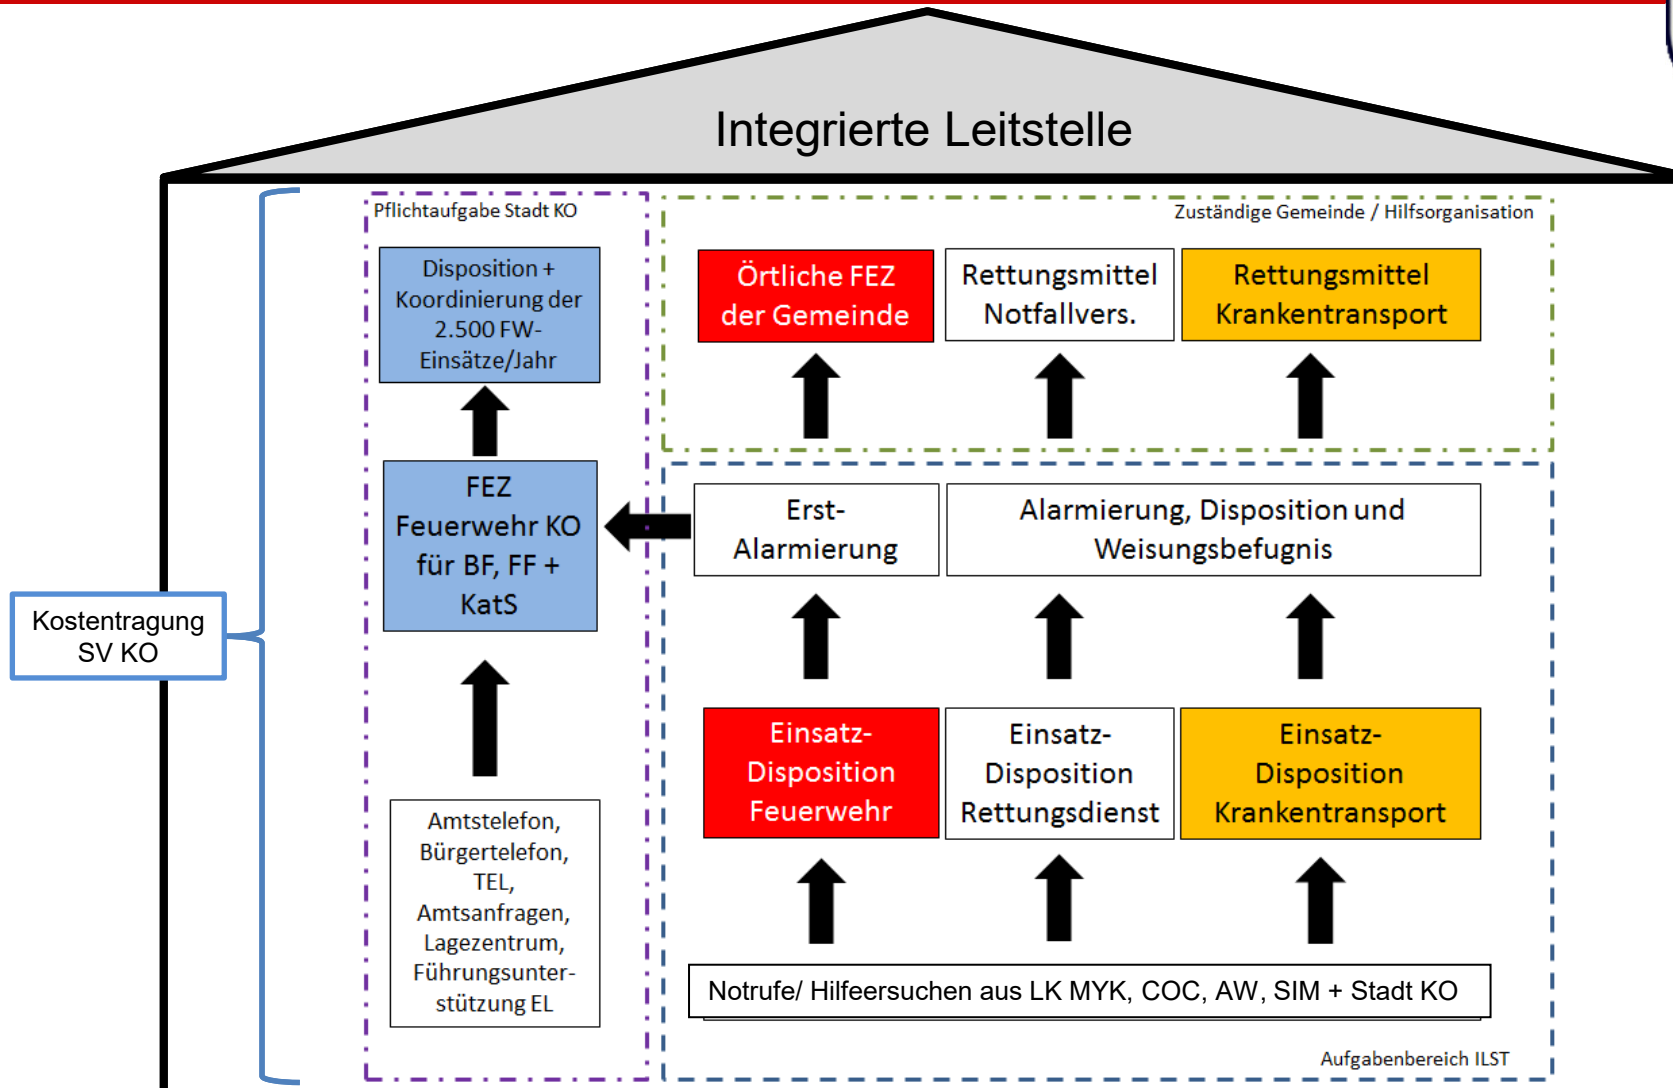 Integrierte Leitstelle
Pflichtaufgabe Stadt KO
Disposition +
Koordinierung der
2.500 FW-
Einsätze/Jahr
FEZ
Feuerwehr KO
für BF, FF +
KatS
Amtstelefon,
Bürgertelefon,
TEL,
Amtsanfragen,
Lagezentrum,
Führungsunter-
stützung EL
Kostentragung
SV KO
Zuständige Gemeinde / Hilfsorganisation
Örtliche FEZ
der Gemeinde
Rettungsmittel
Notfallvers.
Rettungsmittel
Krankentransport
Erst-
Alarmierung
Alarmierung, Disposition und
Weisungsbefugnis
Einsatz-
Disposition
Feuerwehr
Einsatz-
Disposition
Rettungsdienst
Einsatz-
Disposition
Krankentransport
Notrufe/ Hilfeersuchen aus LK MYK, COC, AW, SIM + Stadt KO
Aufgabenbereich ILST